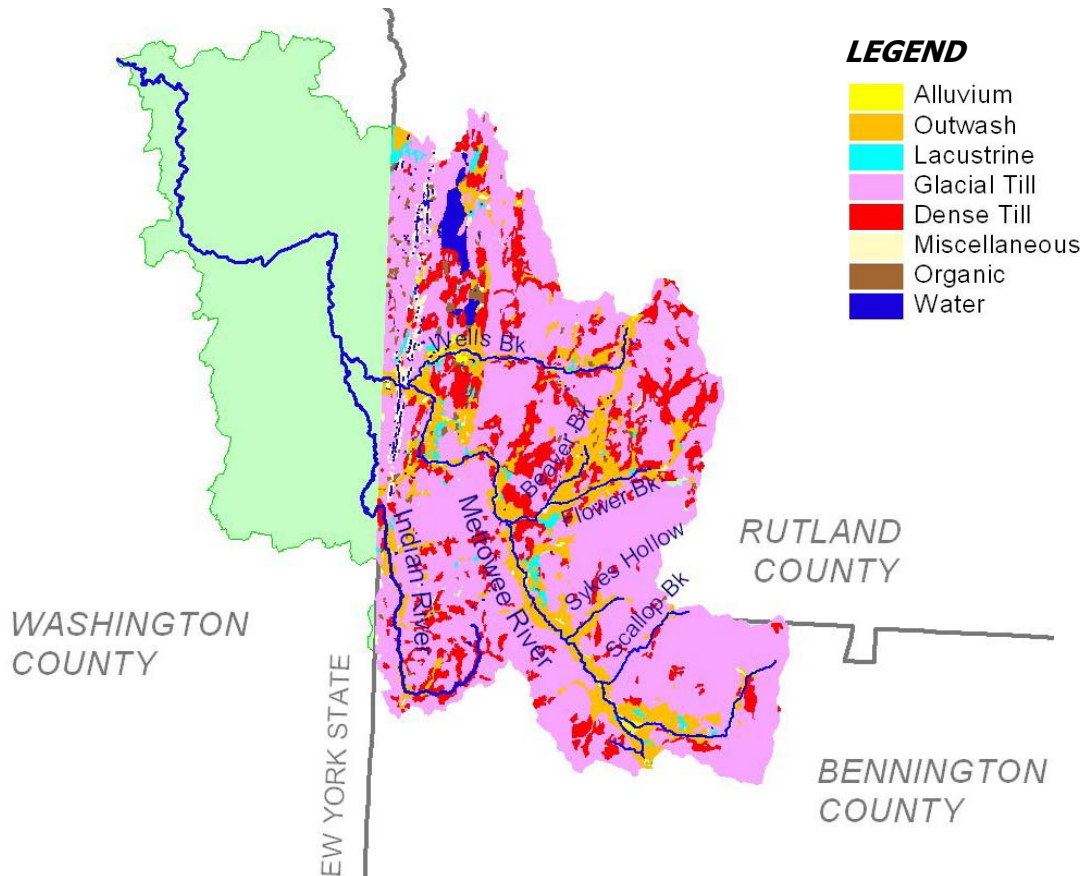 LEGEND
Alluvium
Outwash
Lacustrine
Glacial Till
Dense Till
Miscellaneous
Organic
Water
Wells Bk
Beaver Bk
Flower Bk
Mettowee River
Indian River
Sykes Hollow
Scallop Bk
RUTLAND
COUNTY
WASHINGTON
COUNTY
EW YORK STATE
BENNINGTON
COUNTY